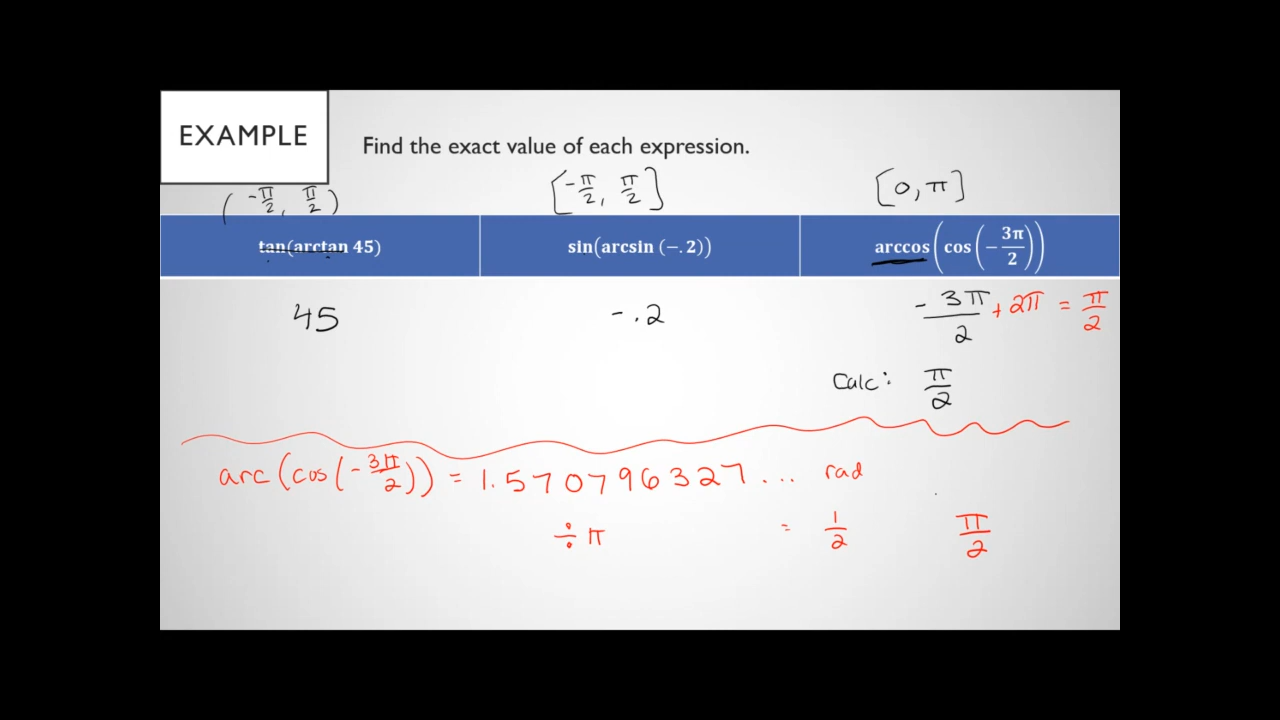 EXAMPLE
Find the exact value of each expression.
(-π/2, π/2)
[-π/2, π/2]
[0, π]
tan(arctan 45)
sin(arcsin (−. 2))
arccos(cos(−3π/2))
45
- .2
- 3π/2 + 2π = π/2
Calc: π/2
arc(cos(-3π/2)) = 1.570796327... rad
÷ π = 1/2 π/2